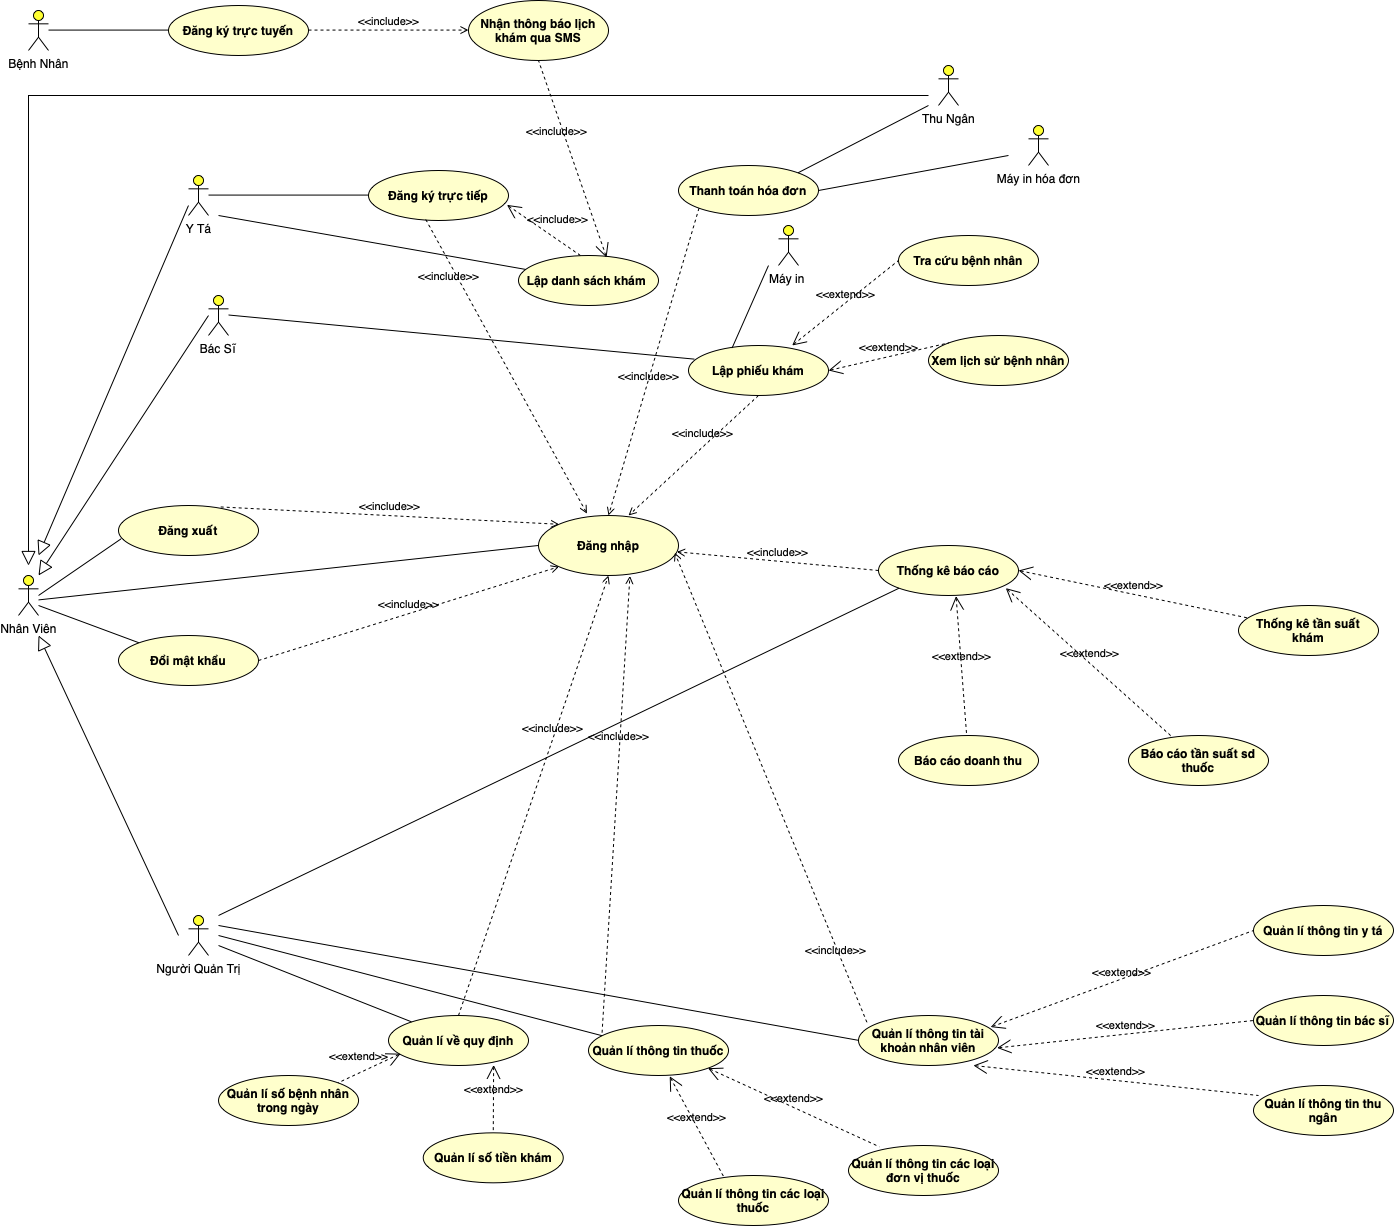 Đăng ký trực tuyến
<<include>>
Nhận thông báo lịch
khám qua SMS
Bệnh Nhân
Thu Ngân
<<include>>
Máy in hóa đơn
Thanh toán hóa đơn
Đăng ký trực tiếp
<<include>>
Y Tá
<<include>>
Lập danh sách khám
Máy in
Tra cứu bệnh nhân
<<extend>>
Bác Sĩ
<<extend>>
Xem lịch sử bệnh nhân
Lập phiếu khám
<<include>>
<<include>>
<<include>>
Đăng xuất
Đăng nhập
<<include>>
Thống kê báo cáo
<<extend>>
<<include>>
Nhân Viên
Thống kê tần suất
khám
Đổi mật khẩu
<<extend>>
<<extend>>
<<include>>
<<include>>
Báo cáo doanh thu
Báo cáo tần suất sd
thuốc
Người Quản Trị
<<include>>
Quản lí thông tin y tá
<<extend>>
Quản lí thông tin bác sĩ
<<extend>>
Quản lí về quy định
Quản lí thông tin thuốc
Quản lí thông tin tài
khoản nhân viên
<<extend>>
<<extend>>
Quản lí thông tin thu
ngân
Quản lí số bệnh nhân
trong ngày
<<extend>>
<<extend>>
<<extend>>
Quản lí số tiền khám
Quản lí thông tin các loại
đơn vị thuốc
Quản lí thông tin các loại
thuốc